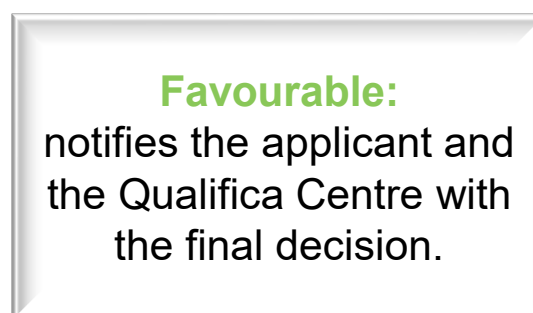 Favourable:
notifies the applicant and
the Qualifica Centre with
the final decision.